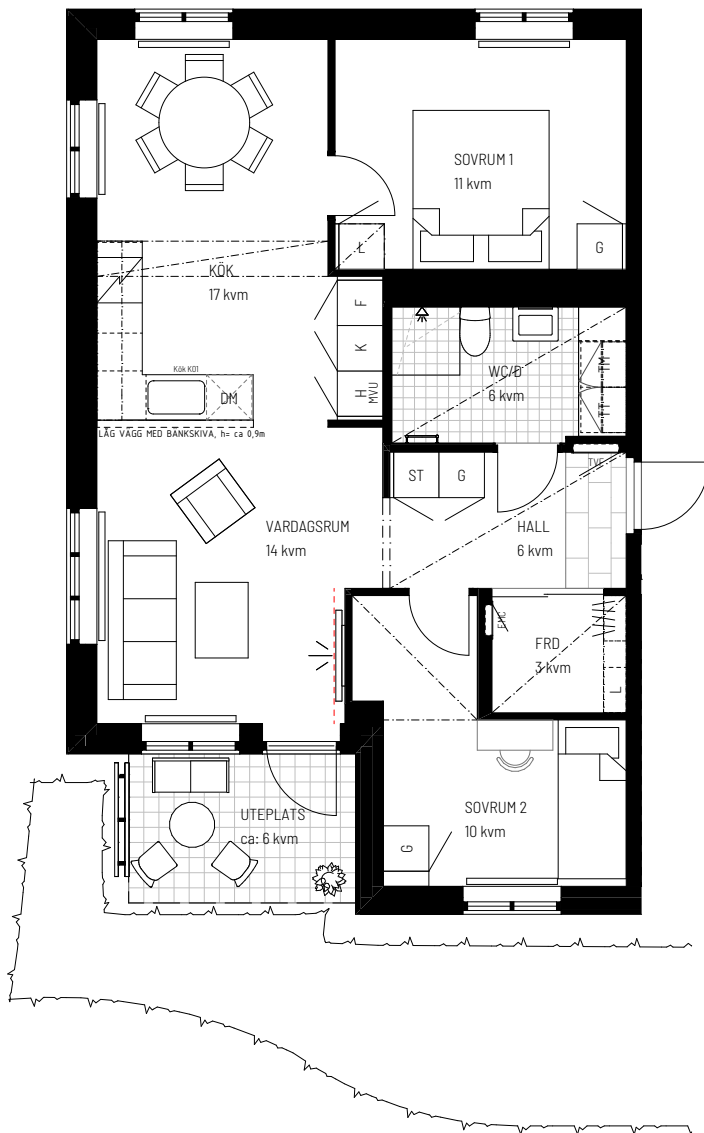 SOVRUM 1
11 kvm
L
G
KÖK
17 kvm
F
K
H
MVU
Kök K01
DM
LÅG VÄGG MED BÄNKSKIVA, h= ca 0,9m
WC/D
6 kvm
TM
TT
ST
G
TVE
VARDAGSRUM
14 kvm
HALL
6 kvm
FRD
3 kvm
L
UTEPLATS
ca: 6 kvm
SOVRUM 2
10 kvm
G